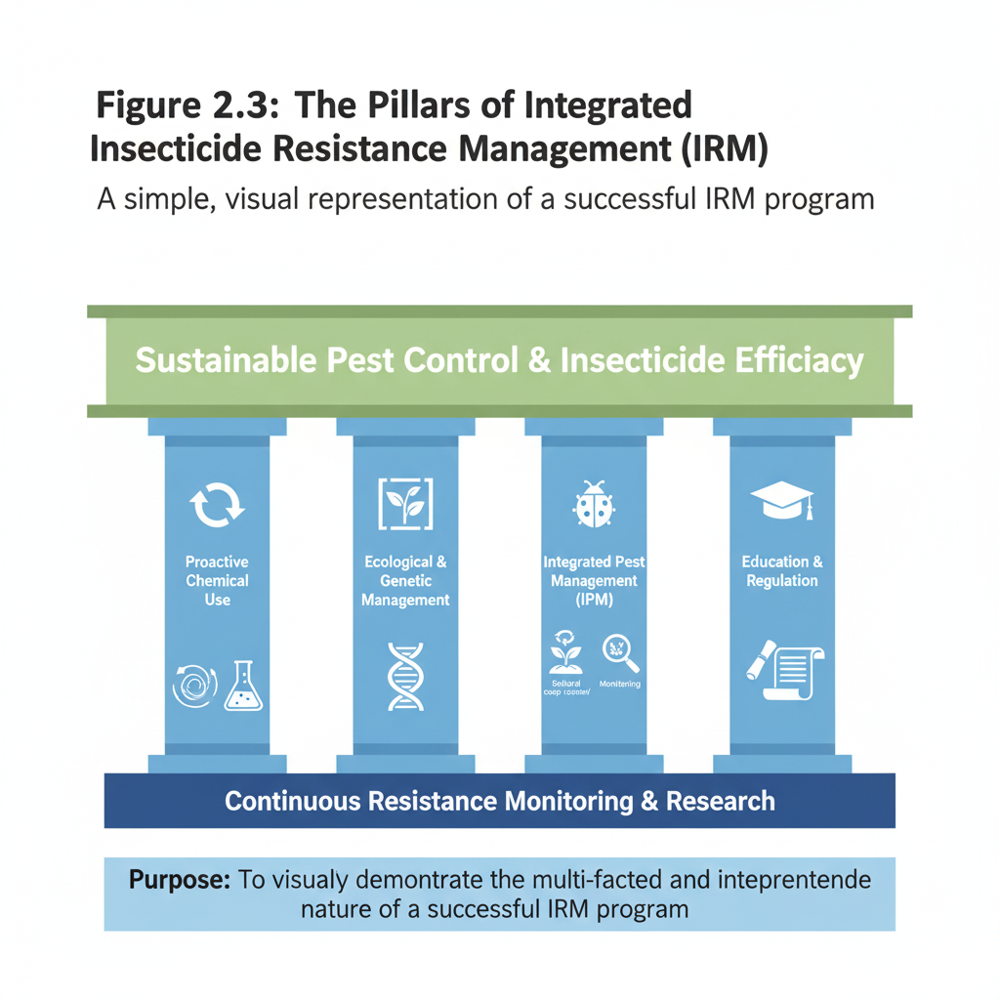 Figure 2.3: The Pillars of Integrated
Insecticide Resistance Management (IRM)
A simple, visual representation of a successful IRM program
Sustainable Pest Control & Insecticide Efficiacy
Proactive
Chemical
Use
Ecological &
Genetic
Management
Integrated Pest
Management
(IPM)
Monitering
Education &
Regulation
Continuous Resistance Monitoring & Research
Purpose: To visualy demontrate the multi-facted and inteprentende
nature of a successful IRM program